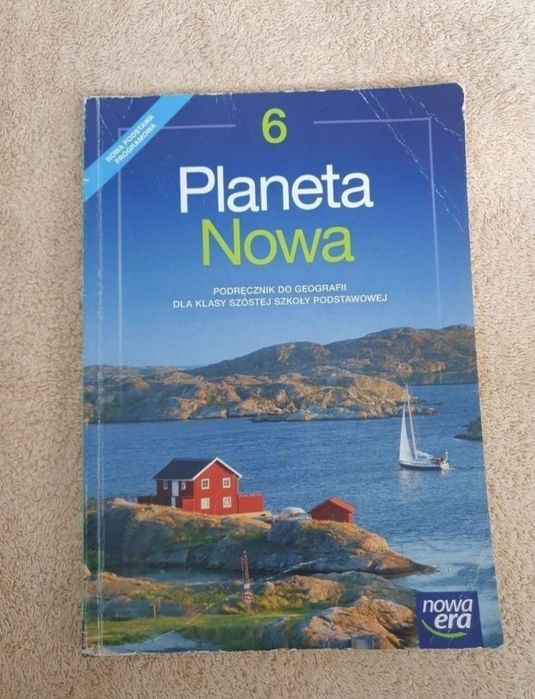 NOWA PODSTAWA
PROGRAMOWA
6
Planeta
Nowa
PODRĘCZNIK DO GEOGRAFII
DLA KLASY SZÓSTEJ SZKOŁY PODSTAWOWEJ
nowa
era